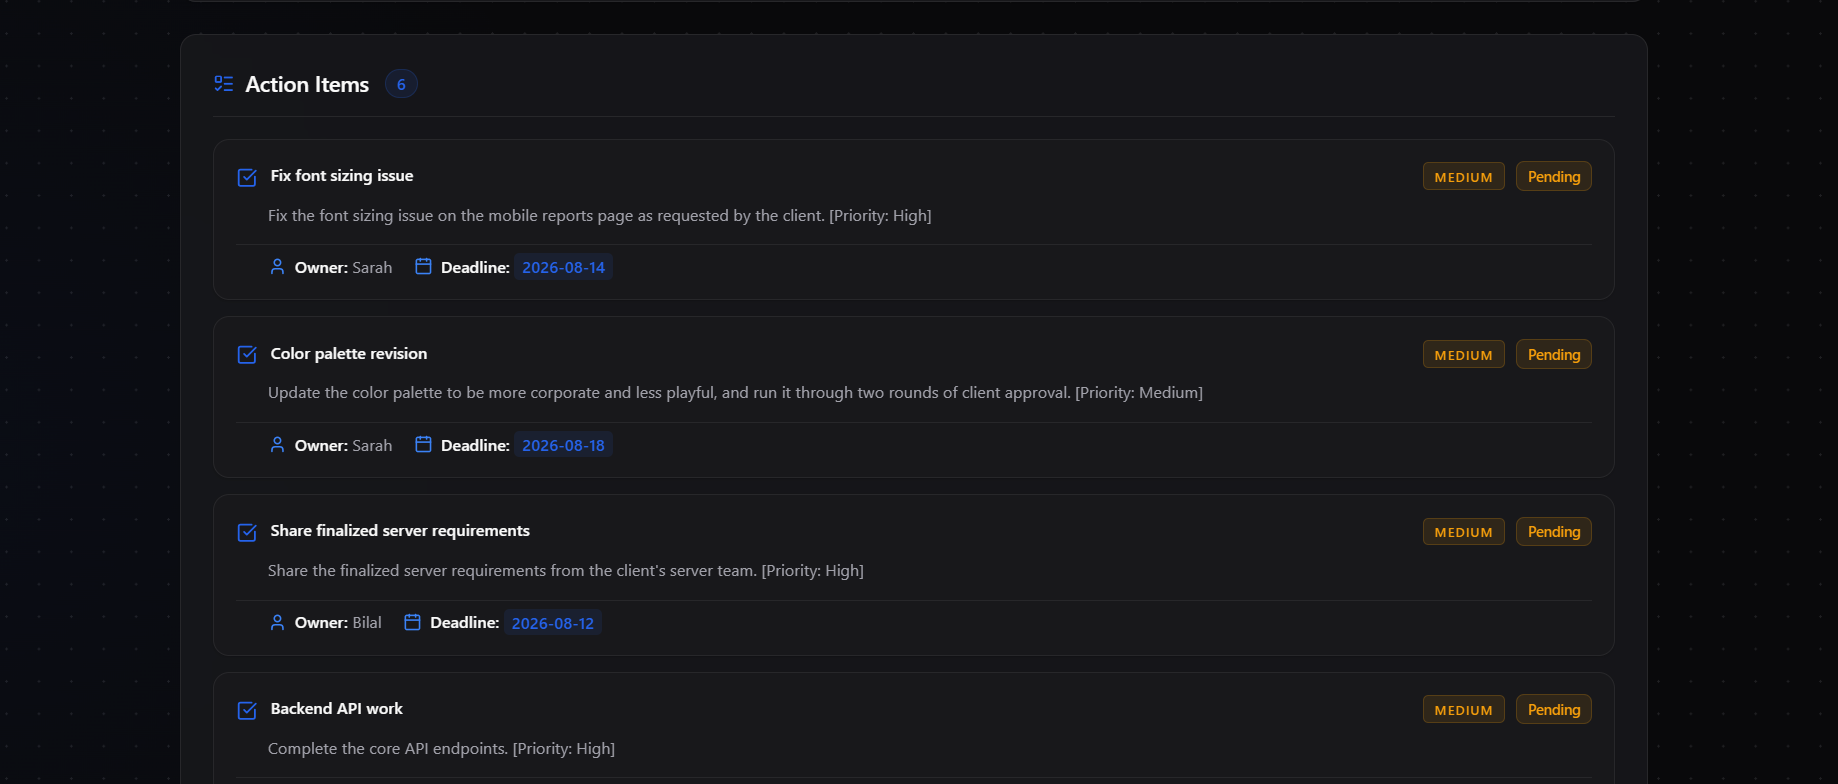 Action Items 6
Fix font sizing issue MEDIUM Pending
Fix the font sizing issue on the mobile reports page as requested by the client. [Priority: High]
Owner: Sarah Deadline: 2026-08-14
Color palette revision MEDIUM Pending
Update the color palette to be more corporate and less playful, and run it through two rounds of client approval. [Priority: Medium]
Owner: Sarah Deadline: 2026-08-18
Share finalized server requirements MEDIUM Pending
Share the finalized server requirements from the client's server team. [Priority: High]
Owner: Bilal Deadline: 2026-08-12
Backend API work MEDIUM Pending
Complete the core API endpoints. [Priority: High]